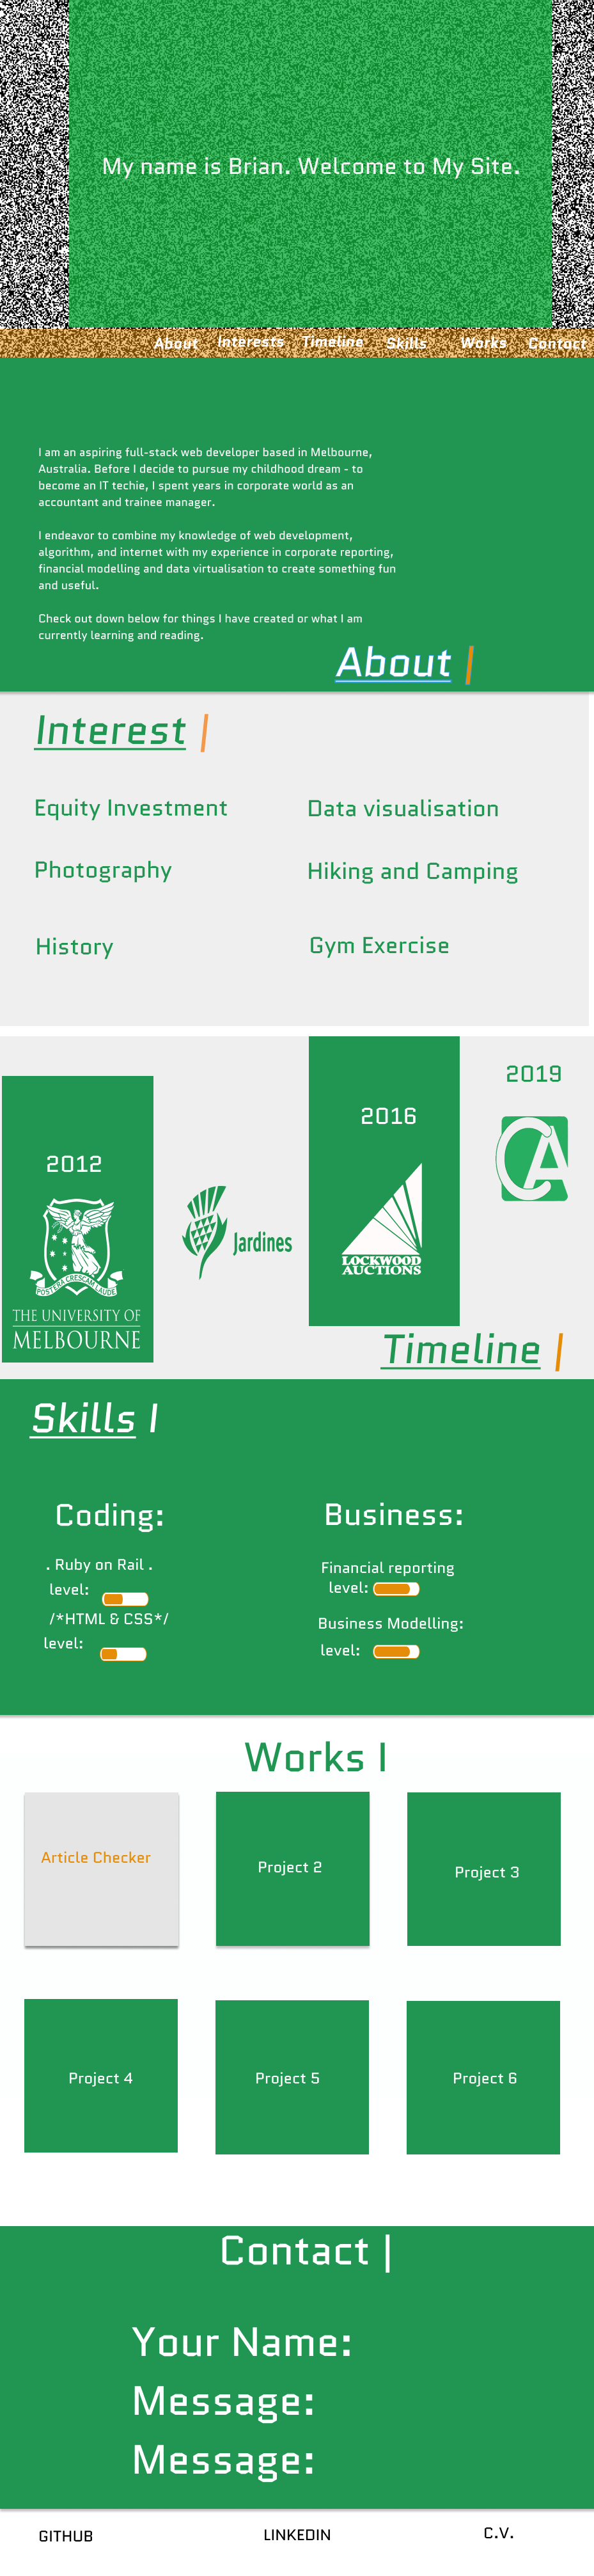 My name is Brian. Welcome to My Site.
About Interests Timeline Skills Works Contact
I am an aspiring full-stack web developer based in Melbourne,
Australia. Before I decide to pursue my childhood dream - to
become an IT techie, I spent years in corporate world as an
accountant and trainee manager.
I endeavor to combine my knowledge of web development,
algorithm, and internet with my experience in corporate reporting,
financial modelling and data virtualisation to create something fun
and useful.
Check out down below for things I have created or what I am
currently learning and reading.
About |
Interest |
Equity Investment
Data visualisation
Photography
Hiking and Camping
History
Gym Exercise
2012
POSTERA CRESCAM LAUDE
THE UNIVERSITY OF
MELBOURNE
Jardines
2016
LOCKWOOD
AUCTIONS
2019
CA
Timeline |
Skills I
Coding:
. Ruby on Rail .
level:
/*HTML & CSS*/
level:
Business:
Financial reporting
level:
Business Modelling:
level:
Works I
Article Checker
Project 2
Project 3
Project 4
Project 5
Project 6
Contact |
Your Name:
Message:
Message:
GITHUB
LINKEDIN
C.V.